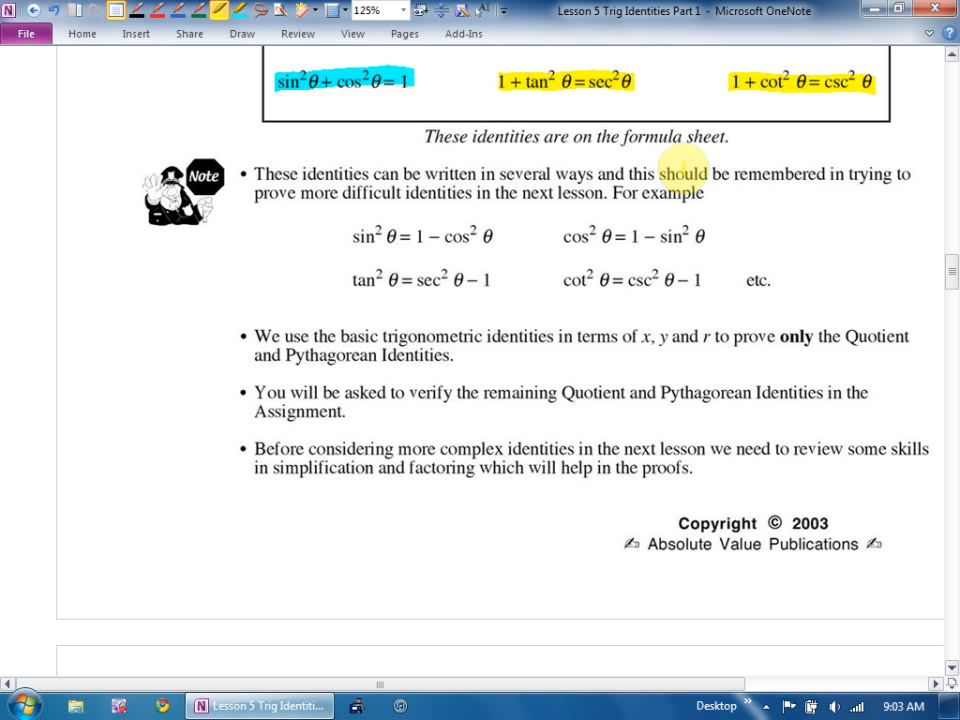 125%
Lesson 5 Trig Identities Part 1 - Microsoft OneNote
File Home Insert Share Draw Review View Pages Add-Ins
sin²θ + cos²θ = 1 1 + tan² θ = sec²θ 1 + cot² θ = csc² θ
These identities are on the formula sheet.
Note
• These identities can be written in several ways and this should be remembered in trying to
prove more difficult identities in the next lesson. For example
sin² θ = 1 − cos² θ cos² θ = 1 − sin² θ
tan² θ = sec² θ − 1 cot² θ = csc² θ − 1 etc.
• We use the basic trigonometric identities in terms of x, y and r to prove only the Quotient
and Pythagorean Identities.
• You will be asked to verify the remaining Quotient and Pythagorean Identities in the
Assignment.
• Before considering more complex identities in the next lesson we need to review some skills
in simplification and factoring which will help in the proofs.
Copyright © 2003
Absolute Value Publications
Lesson 5 Trig Identiti... Desktop 9:03 AM